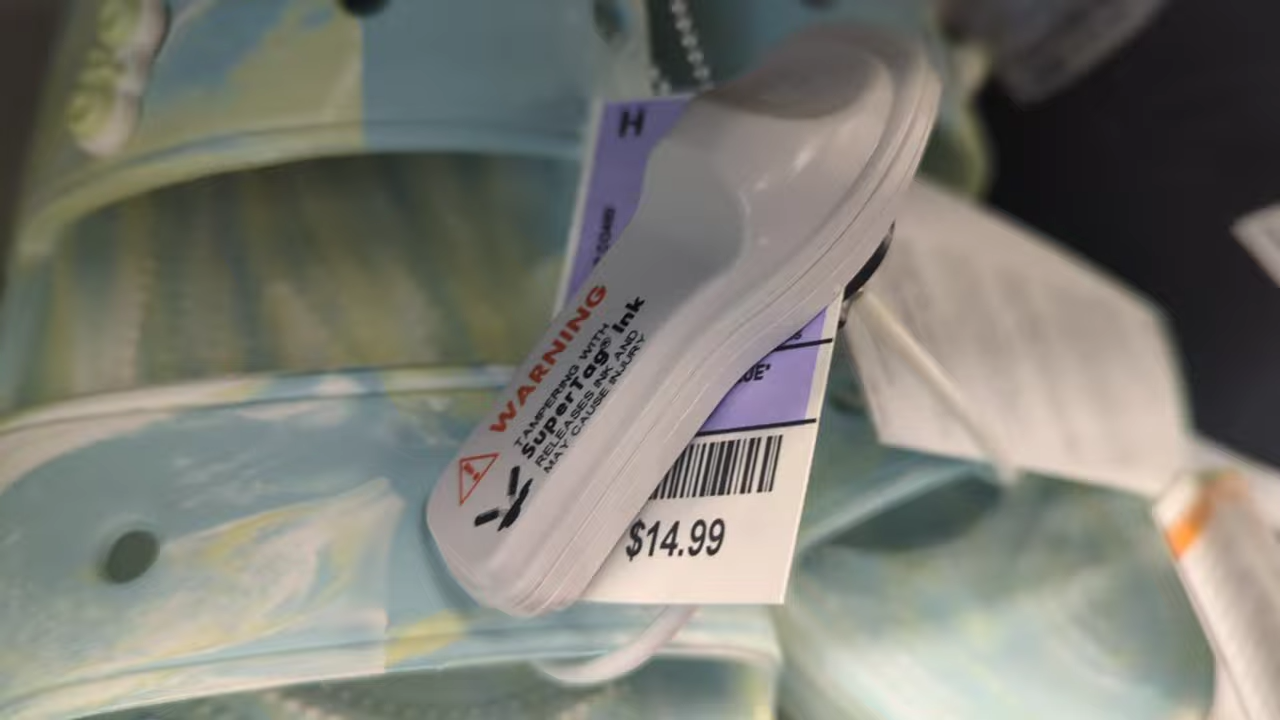 H
WARNING
TAMPERING WITH
SuperTag® Ink
RELEASES INK AND
MAY CAUSE INJURY
$14.99